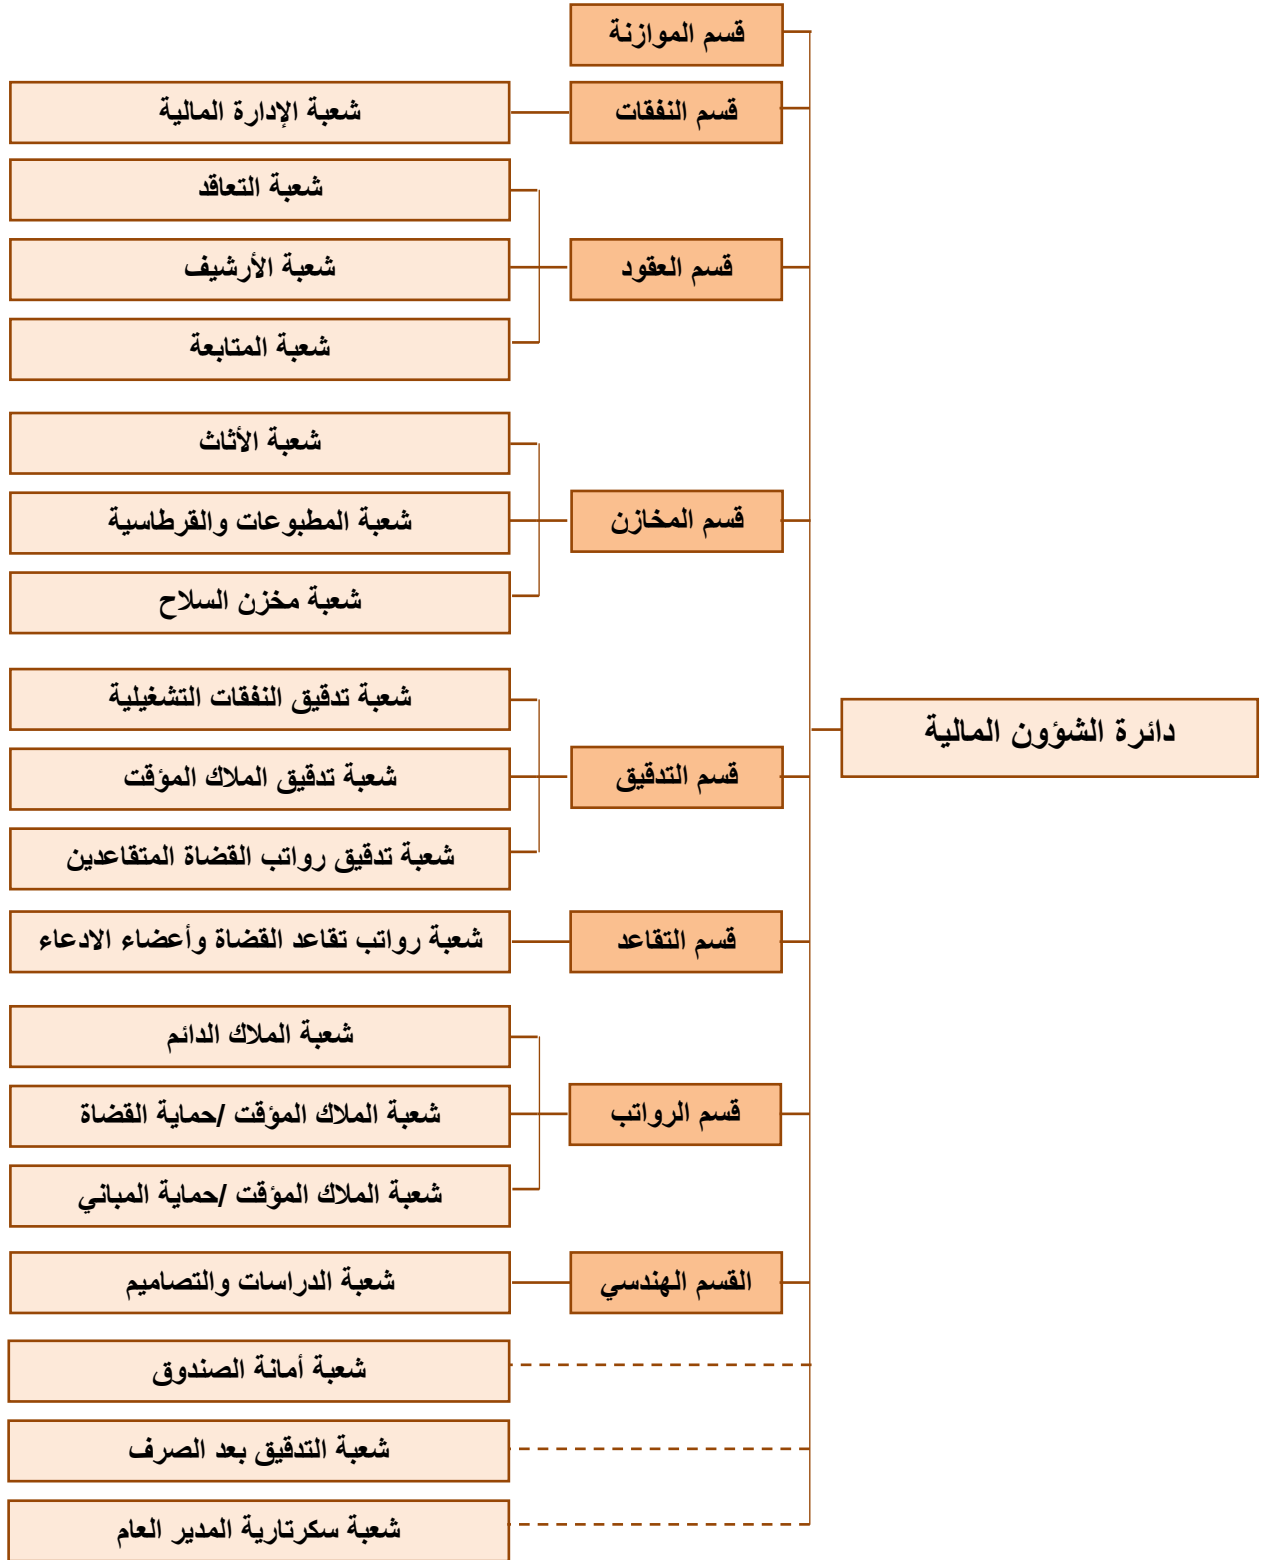 قسم الموازنة
قسم النفقات
شعبة الإدارة المالية
شعبة التعاقد
قسم العقود
شعبة الأرشيف
شعبة المتابعة
شعبة الأثاث
قسم المخازن
شعبة المطبوعات والقرطاسية
شعبة مخزن السلاح
شعبة تدقيق النفقات التشغيلية
دائرة الشؤون المالية
قسم التدقيق
شعبة تدقيق الملاك المؤقت
شعبة تدقيق رواتب القضاة المتقاعدين
قسم التقاعد
شعبة رواتب تقاعد القضاة وأعضاء الادعاء
شعبة الملاك الدائم
قسم الرواتب
شعبة الملاك المؤقت /حماية القضاة
شعبة الملاك المؤقت /حماية المباني
القسم الهندسي
شعبة الدراسات والتصاميم
شعبة أمانة الصندوق
شعبة التدقيق بعد الصرف
شعبة سكرتارية المدير العام